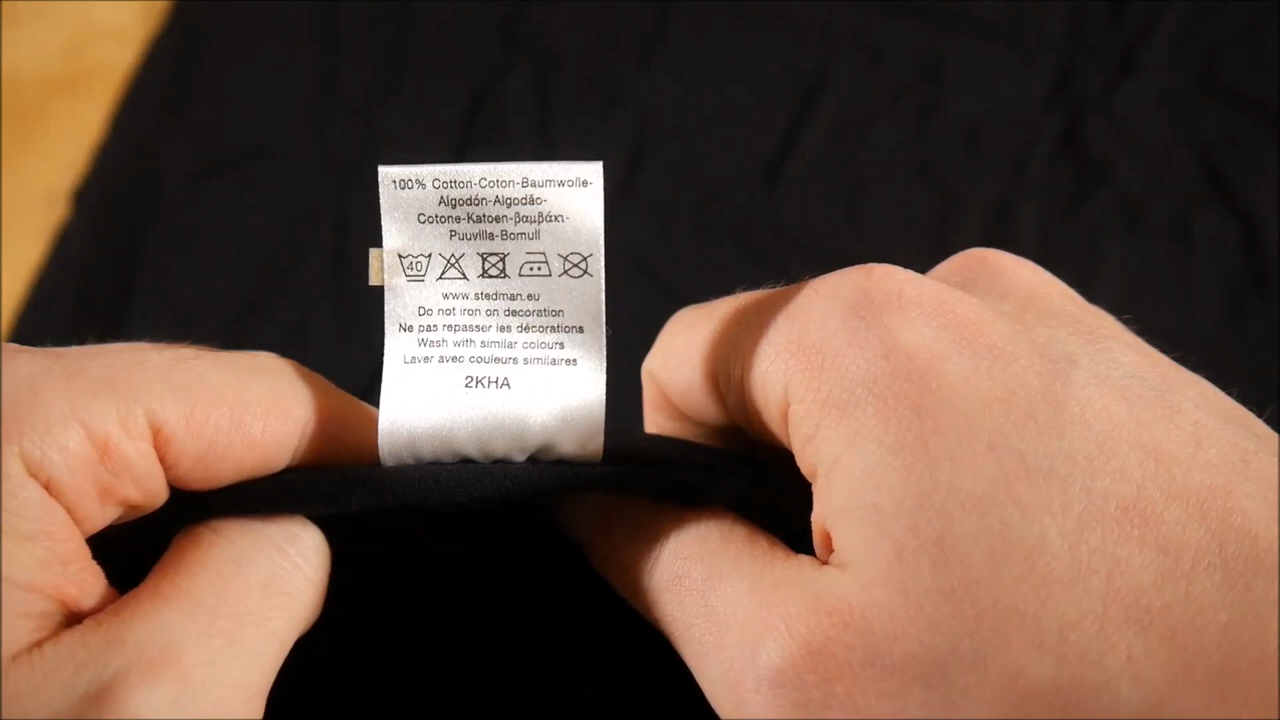 100% Cotton-Coton-Baumwolle-
Algodón-Algodão-
Cotone-Katoen-βαμβάκι-
Puuvilla-Bomull
40
www.stedman.eu
Do not iron on decoration
Ne pas repasser les décorations
Wash with similar colours
Laver avec couleurs similaires
2KHA